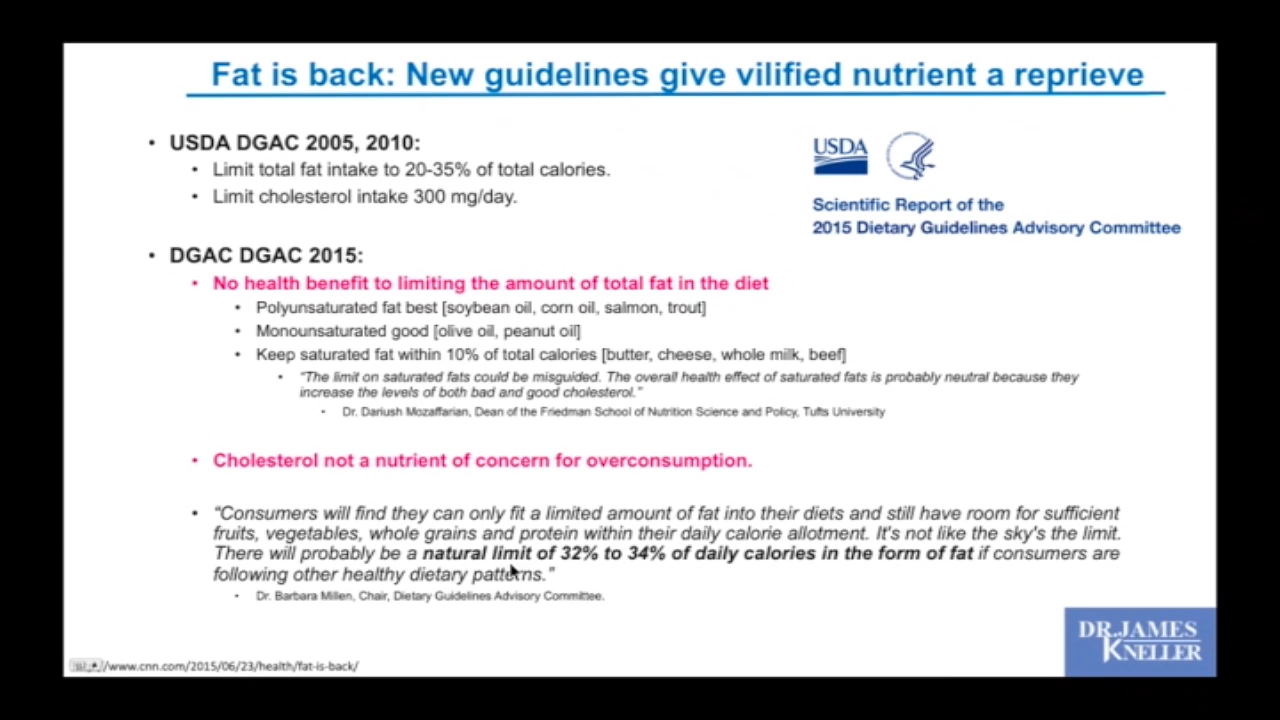 Fat is back: New guidelines give vilified nutrient a reprieve
• USDA DGAC 2005, 2010:
• Limit total fat intake to 20-35% of total calories.
• Limit cholesterol intake 300 mg/day.
USDA
Scientific Report of the
2015 Dietary Guidelines Advisory Committee
• DGAC DGAC 2015:
• No health benefit to limiting the amount of total fat in the diet
• Polyunsaturated fat best [soybean oil, corn oil, salmon, trout]
• Monounsaturated good [olive oil, peanut oil]
• Keep saturated fat within 10% of total calories [butter, cheese, whole milk, beef]
• "The limit on saturated fats could be misguided. The overall health effect of saturated fats is probably neutral because they
increase the levels of both bad and good cholesterol."
• Dr. Dariush Mozaffarian, Dean of the Friedman School of Nutrition Science and Policy, Tufts University
• Cholesterol not a nutrient of concern for overconsumption.
• "Consumers will find they can only fit a limited amount of fat into their diets and still have room for sufficient
fruits, vegetables, whole grains and protein within their daily calorie allotment. It's not like the sky's the limit.
There will probably be a natural limit of 32% to 34% of daily calories in the form of fat if consumers are
following other healthy dietary patterns."
• Dr. Barbara Millen, Chair, Dietary Guidelines Advisory Committee.
/www.cnn.com/2015/06/23/health/fat-is-back/
DR. JAMES
KNELLER